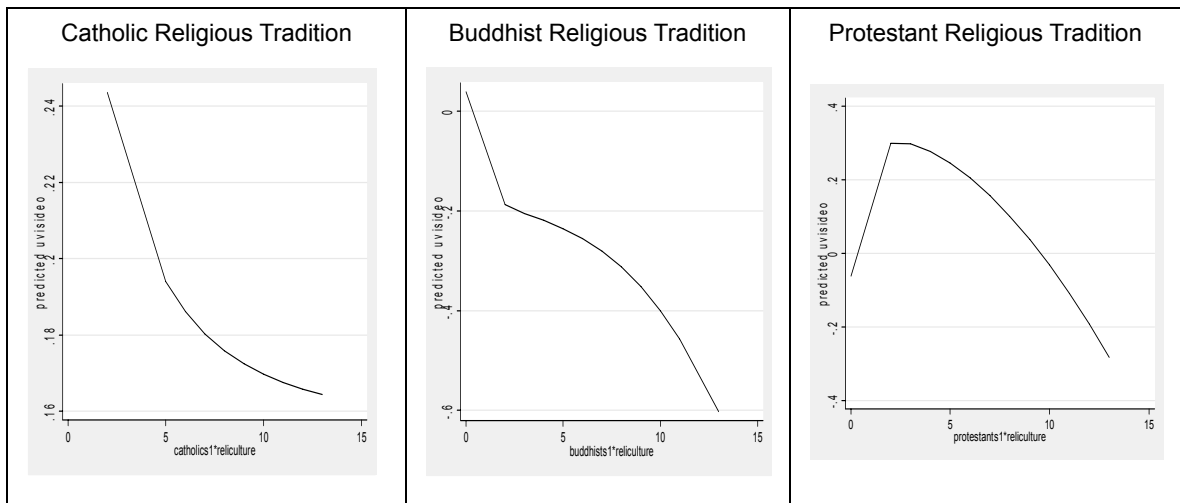 Catholic Religious Tradition
Buddhist Religious Tradition
Protestant Religious Tradition
predicted uvisideo
.24
.22
.2
.18
.16
0
5
10
15
catholics1*reliculture
predicted uvisideo
0
-.2
-.4
-.6
0
5
10
15
buddhists1*reliculture
predicted uvisideo
.4
.2
0
-.2
-.4
0
5
10
15
protestants1*reliculture